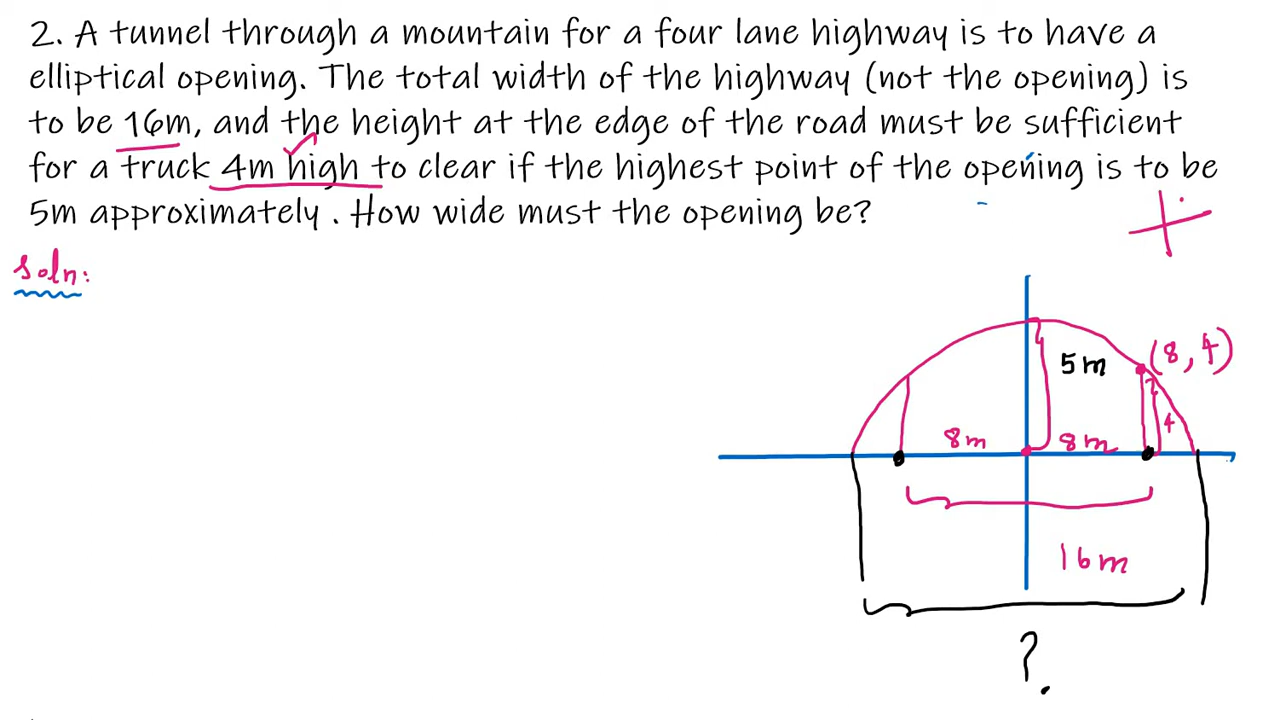 2. A tunnel through a mountain for a four lane highway is to have a
elliptical opening. The total width of the highway (not the opening) is
to be 16m, and the height at the edge of the road must be sufficient
for a truck 4m high to clear if the highest point of the opening is to be
5m approximately. How wide must the opening be?
Soln:
5m (8,4)
8m 8m 4
16m
?